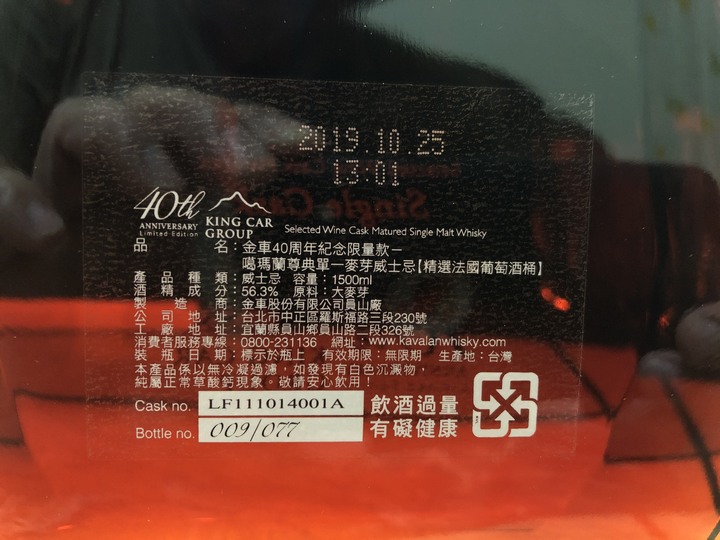 2019.10.25
13:01
40th
ANNIVERSARY
Limited Edition
KING CAR
GROUP
Selected Wine Cask Matured Single Malt Whisky
品 名：金車40周年紀念限量款－
噶瑪蘭尊典單一麥芽威士忌【精選法國葡萄酒桶】
產品種類：威士忌 容量：1500ml
酒精成分：56.3% 原料：大麥芽
製造商：金車股份有限公司員山廠
公司地址：台北市中正區羅斯福路三段230號
工廠地址：宜蘭縣員山鄉員山路二段326號
消費者服務專線：0800-231136 網址：www.kavalanwhisky.com
裝瓶日期：標示於瓶上 有效期限：無限期 生產地：台灣
本產品係以無冷凝過濾，如發現有白色沉澱物，
純屬正常草酸鈣現象。敬請安心飲用！
Cask no. LF111014001A
Bottle no. 009/077
飲酒過量
有礙健康